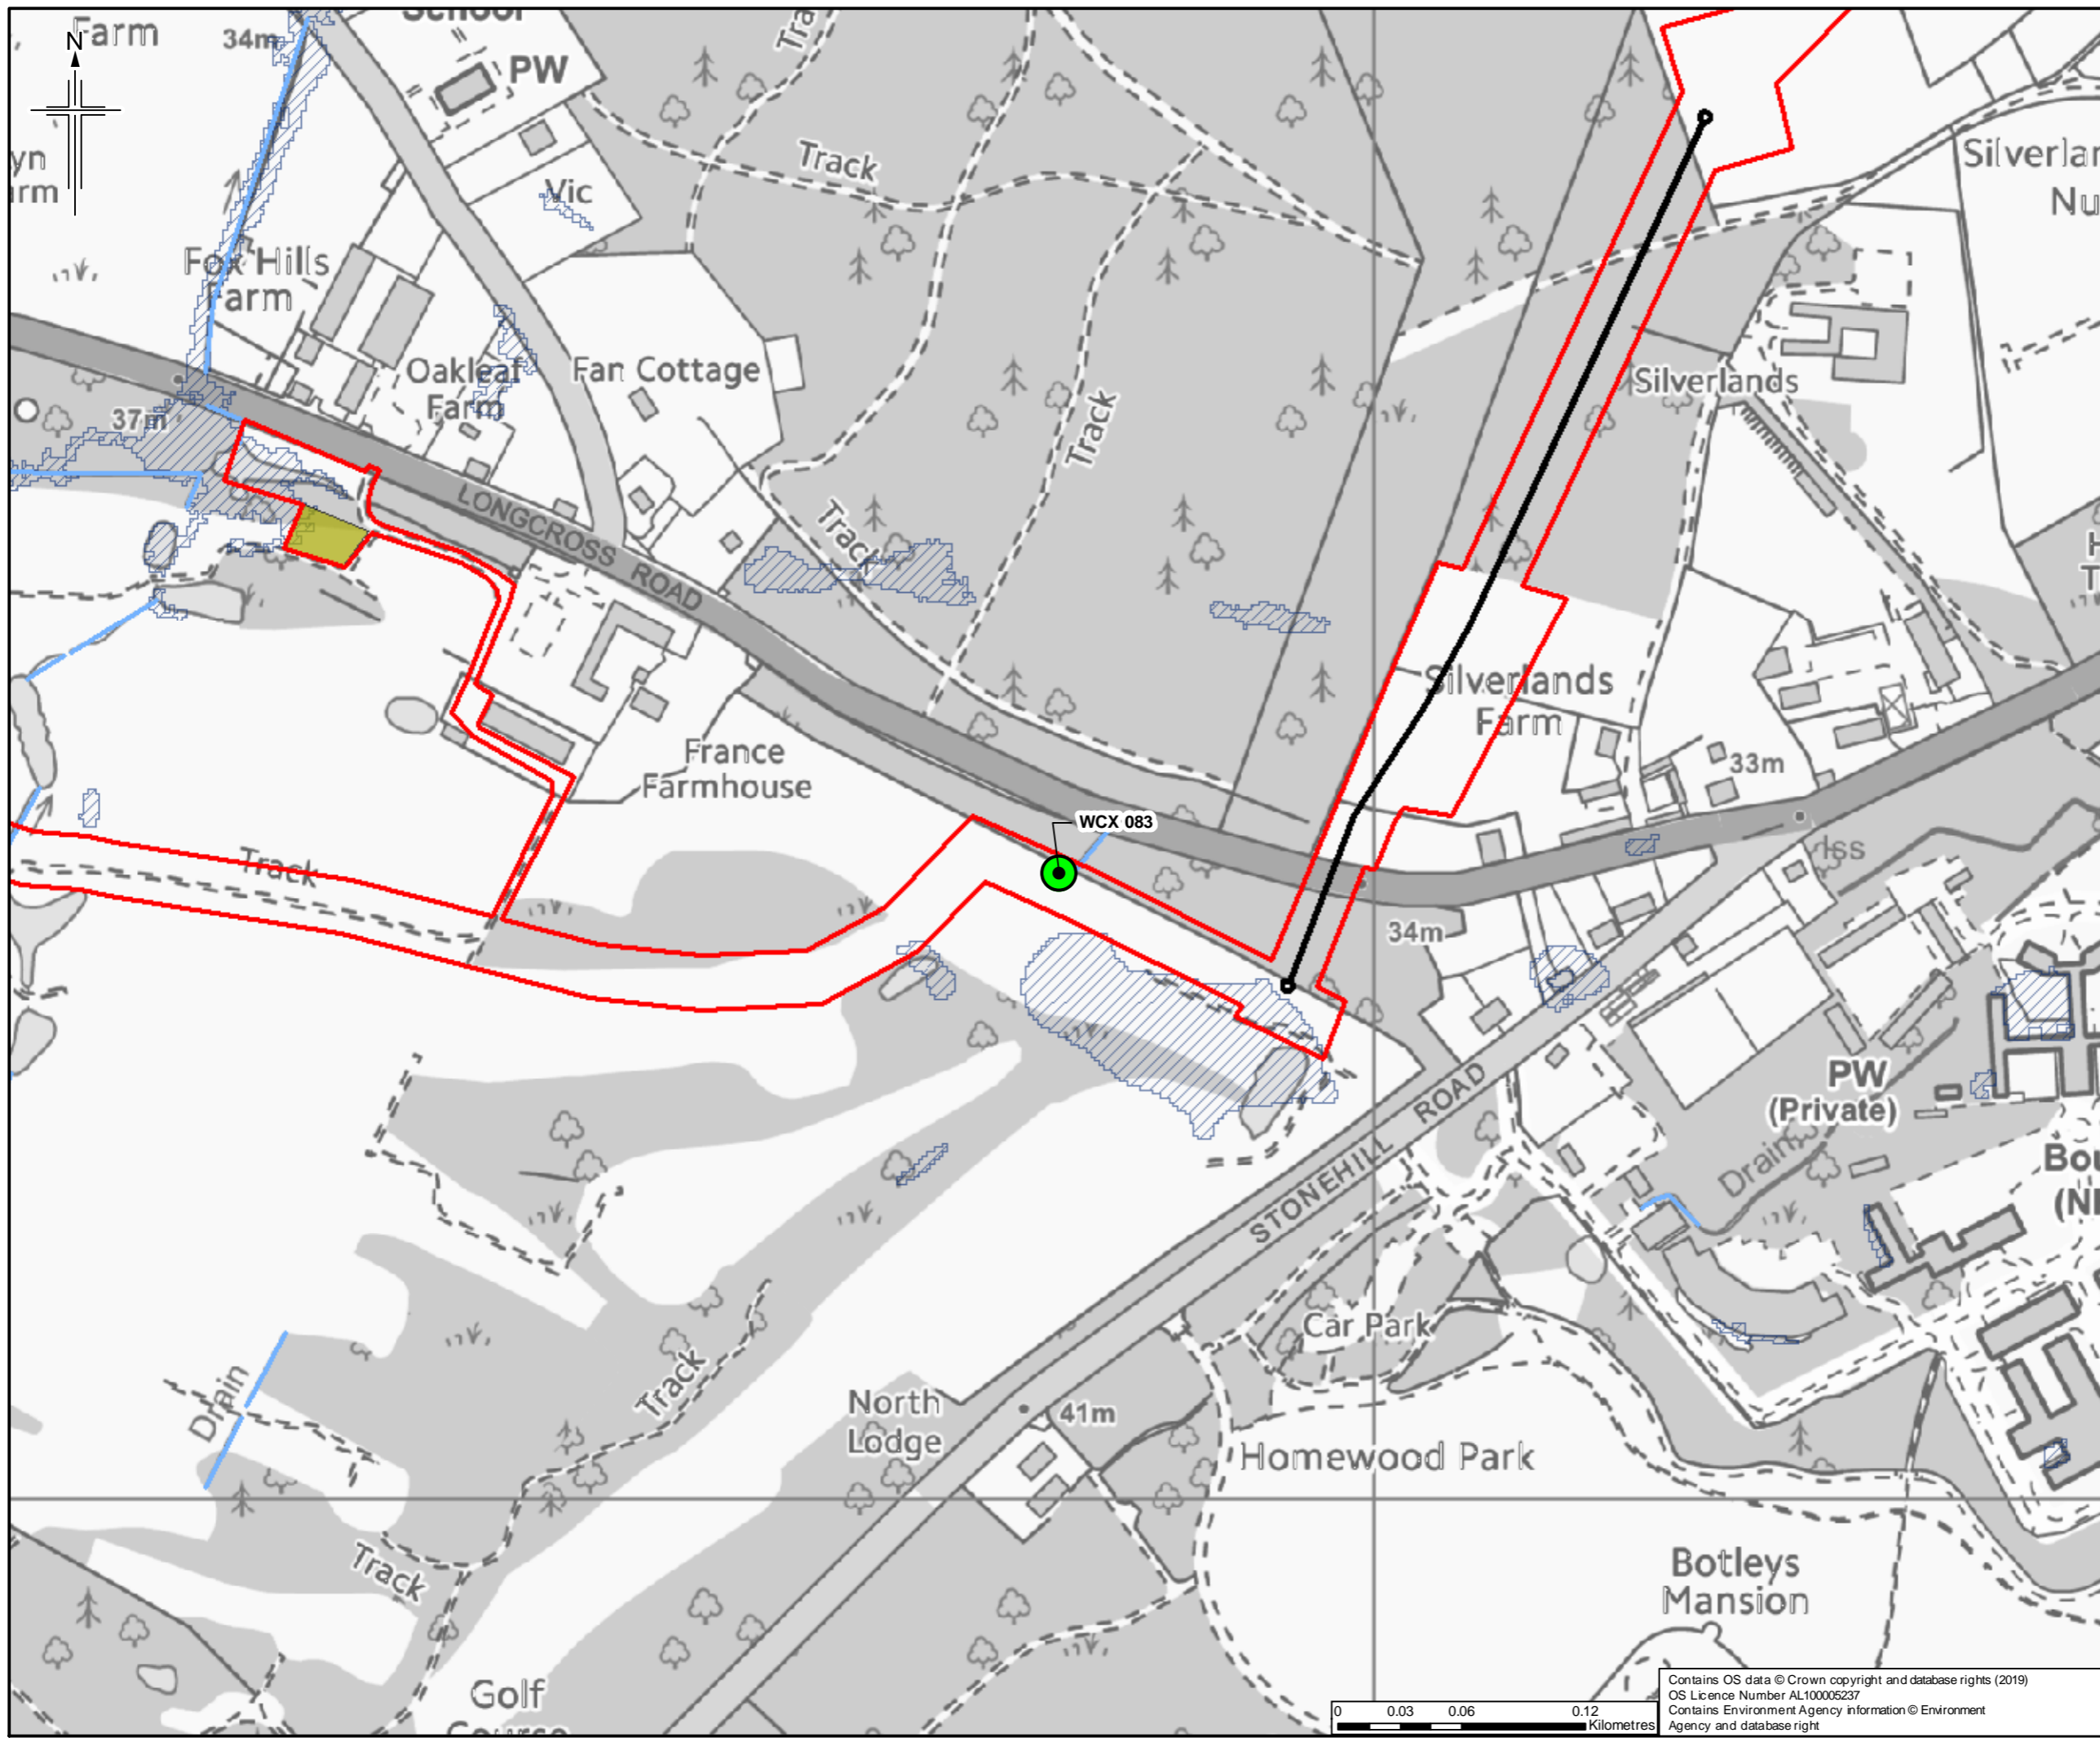 Farm
34m
School
N
PW
Track
Vic
Fox Hills
Farm
Silverlands
Oakleaf
Farm
Fan Cottage
37m
Track
LONGCROSS ROAD
Track
Silverlands
Farm
France
Farmhouse
33m
WCX 083
Iss
Track
34m
PW
(Private)
Drain
STONEHILL ROAD
Car Park
Drain
Track
North
Lodge
41m
Homewood Park
Track
Botleys
Mansion
Golf
Course
0 0.03 0.06 0.12
Kilometres
Contains OS data © Crown copyright and database rights (2019)
OS Licence Number AL100005237
Contains Environment Agency information © Environment
Agency and database right